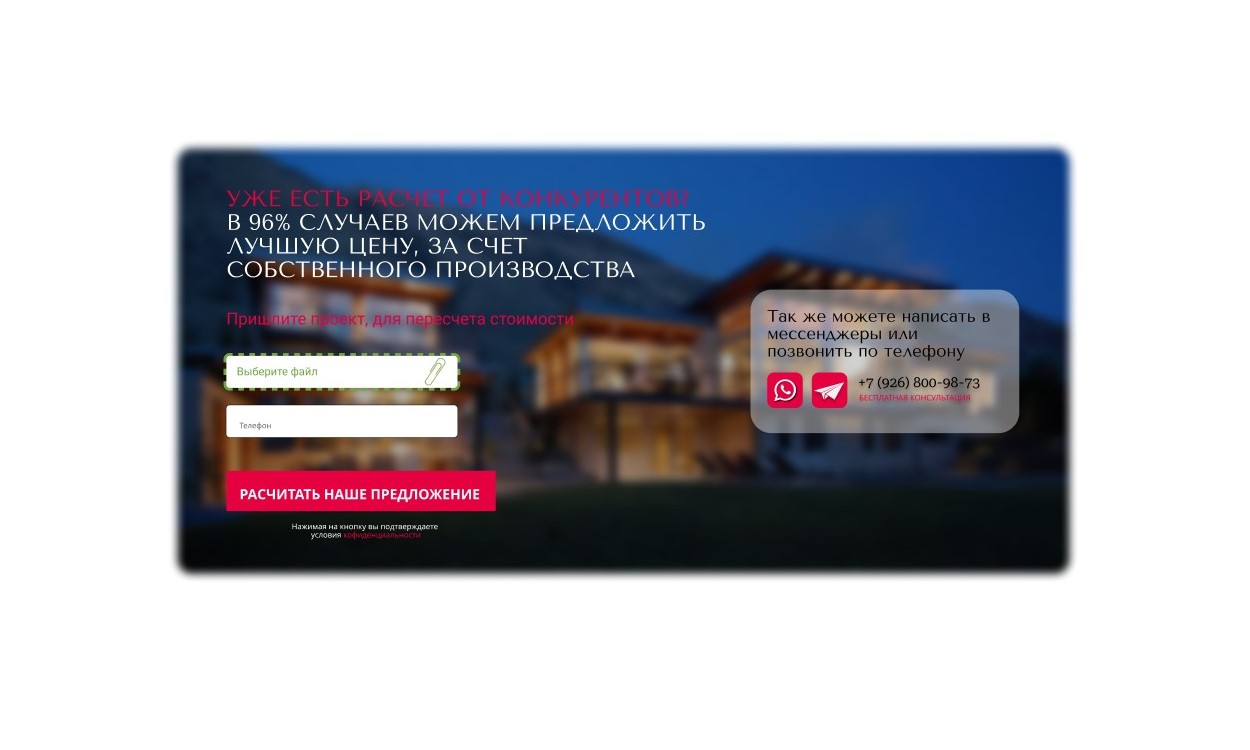 УЖЕ ЕСТЬ РАСЧЕТ ОТ КОНКУРЕНТОВ?
В 96% СЛУЧАЕВ МОЖЕМ ПРЕДЛОЖИТЬ
ЛУЧШУЮ ЦЕНУ, ЗА СЧЕТ
СОБСТВЕННОГО ПРОИЗВОДСТВА
Пришлите проект, для пересчета стоимости
Выберите файл
Телефон
РАСЧИТАТЬ НАШЕ ПРЕДЛОЖЕНИЕ
Нажимая на кнопку вы подтверждаете
условия кофиденциальности
Так же можете написать в
мессенджеры или
позвонить по телефону
+7 (926) 800-98-73
БЕСПЛАТНАЯ КОНСУЛЬТАЦИЯ